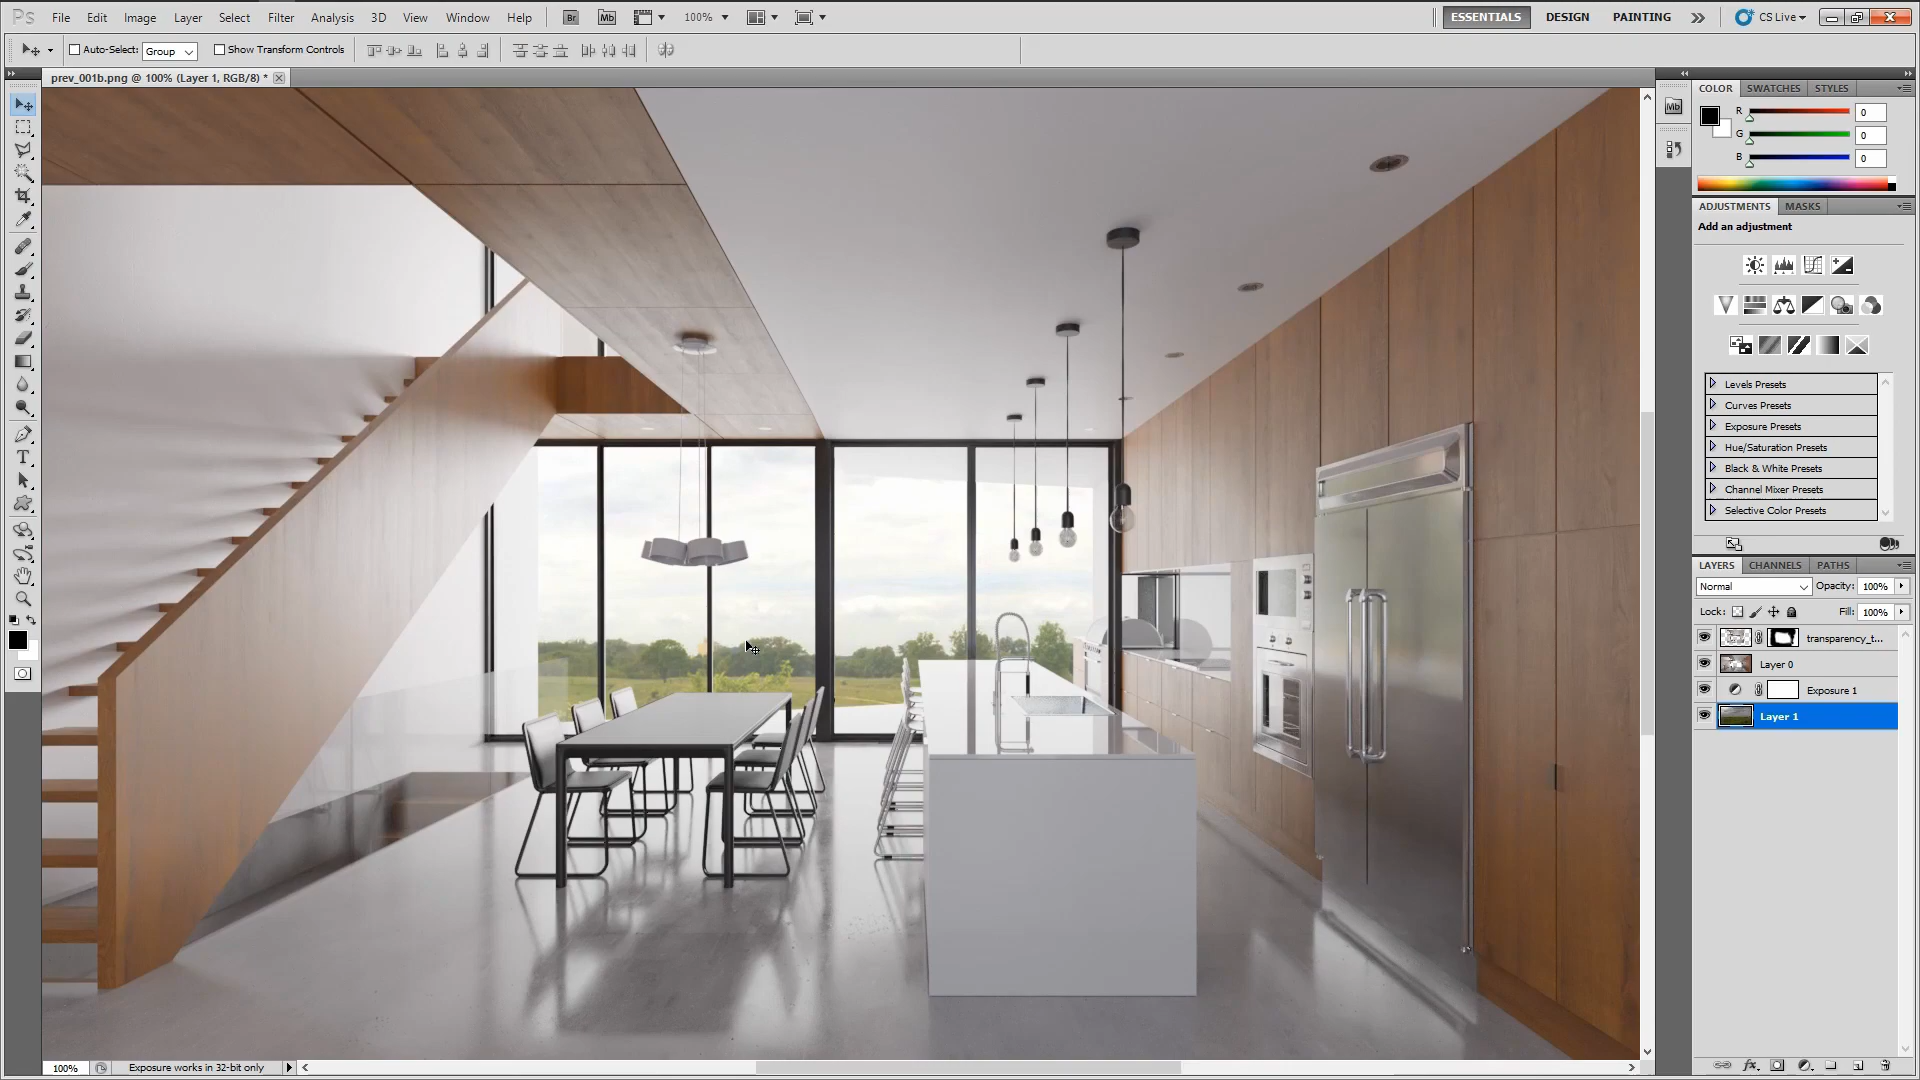 Ps File Edit Image Layer Select Filter Analysis 3D View Window Help Br Mb 100% ESSENTIALS DESIGN PAINTING CS Live
Auto-Select: Group Show Transform Controls
prev_001b.png @ 100% (Layer 1, RGB/8) *
COLOR SWATCHES STYLES
Mb
R 0
G 0
B 0
ADJUSTMENTS MASKS
Add an adjustment
Levels Presets
Curves Presets
Exposure Presets
Hue/Saturation Presets
Black & White Presets
Channel Mixer Presets
Selective Color Presets
LAYERS CHANNELS PATHS
Normal Opacity: 100%
Lock: Fill: 100%
transparency_t...
Layer 0
Exposure 1
Layer 1
100% Exposure works in 32-bit only